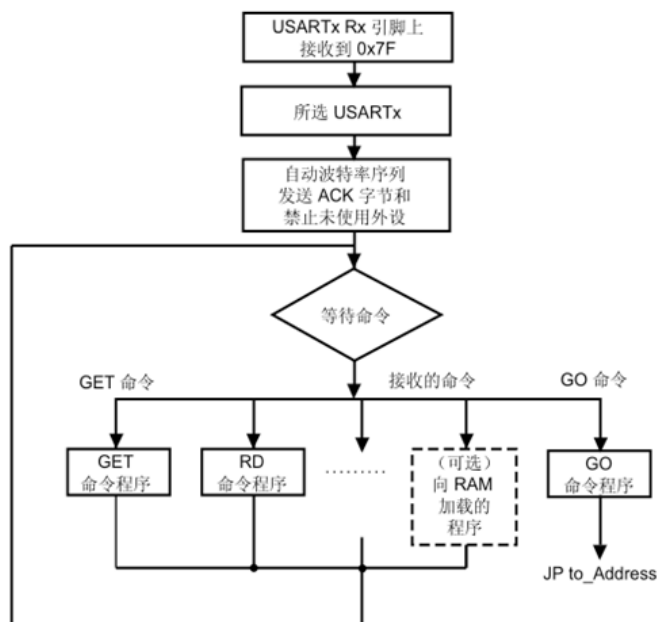 USARTx Rx 引脚上
接收到 0x7F
所选 USARTx
自动波特率序列
发送 ACK 字节和
禁止未使用外设
等待命令
GET 命令
接收的命令
GO 命令
GET
命令程序
RD
命令程序
.........
（可选）
向 RAM
加载的
程序
GO
命令程序
JP to_Address